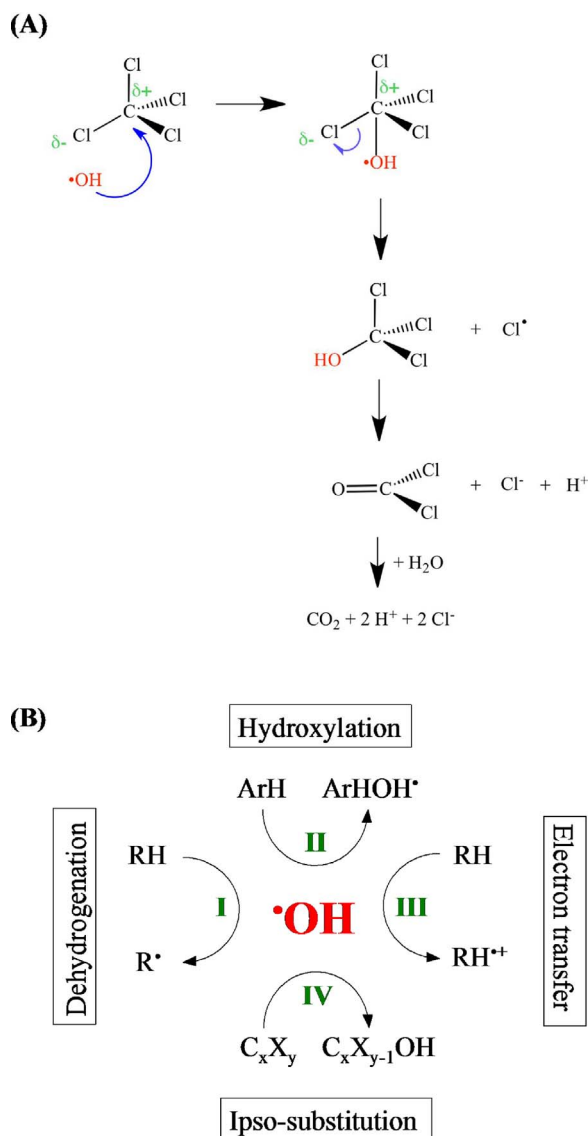 (A)
Cl
δ+
Cl
C
Cl
Cl
δ-
•OH
Cl
δ+
C
Cl
Cl
Cl
δ-
•OH
Cl
C
Cl
Cl
HO
+ Cl•
O=C
Cl
Cl
+ Cl- + H+
+ H2O
CO2 + 2 H+ + 2 Cl-
(B)
Hydroxylation
ArH ArHOH•
II
Dehydrogenation
RH
I
R•
•OH
RH
III
RH•+
Electron transfer
IV
CxXy Cx Xy-1OH
Ipso-substitution